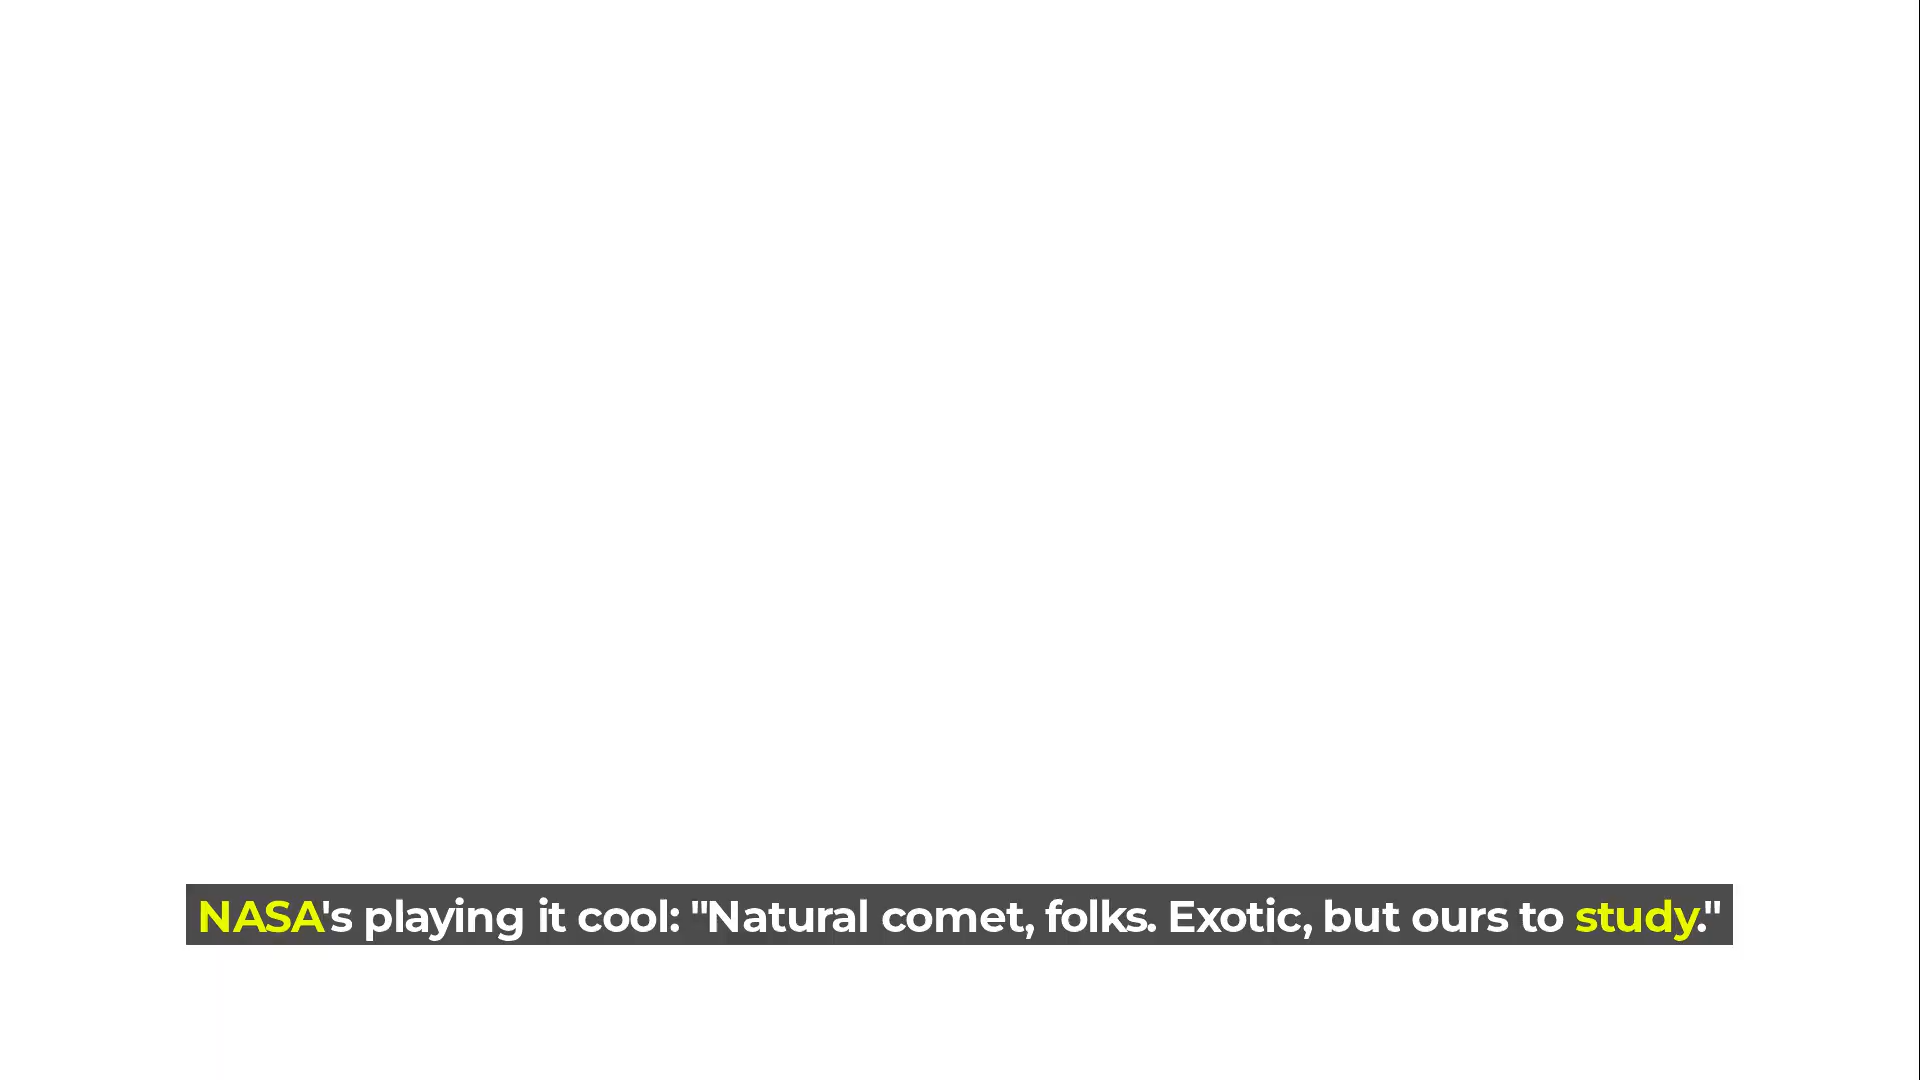 NASA's playing it cool: "Natural comet, folks. Exotic, but ours to study."